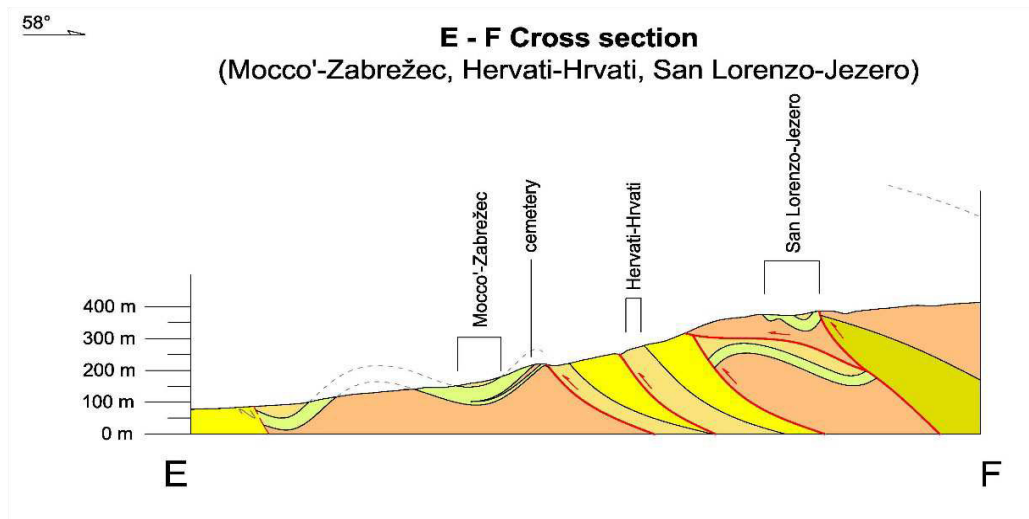 58°
E - F Cross section
(Mocco'-Zabrežec, Hervati-Hrvati, San Lorenzo-Jezero)
Mocco'-Zabrežec
cemetery
Hervati-Hrvati
San Lorenzo-Jezero
400 m
300 m
200 m
100 m
0 m
E
F